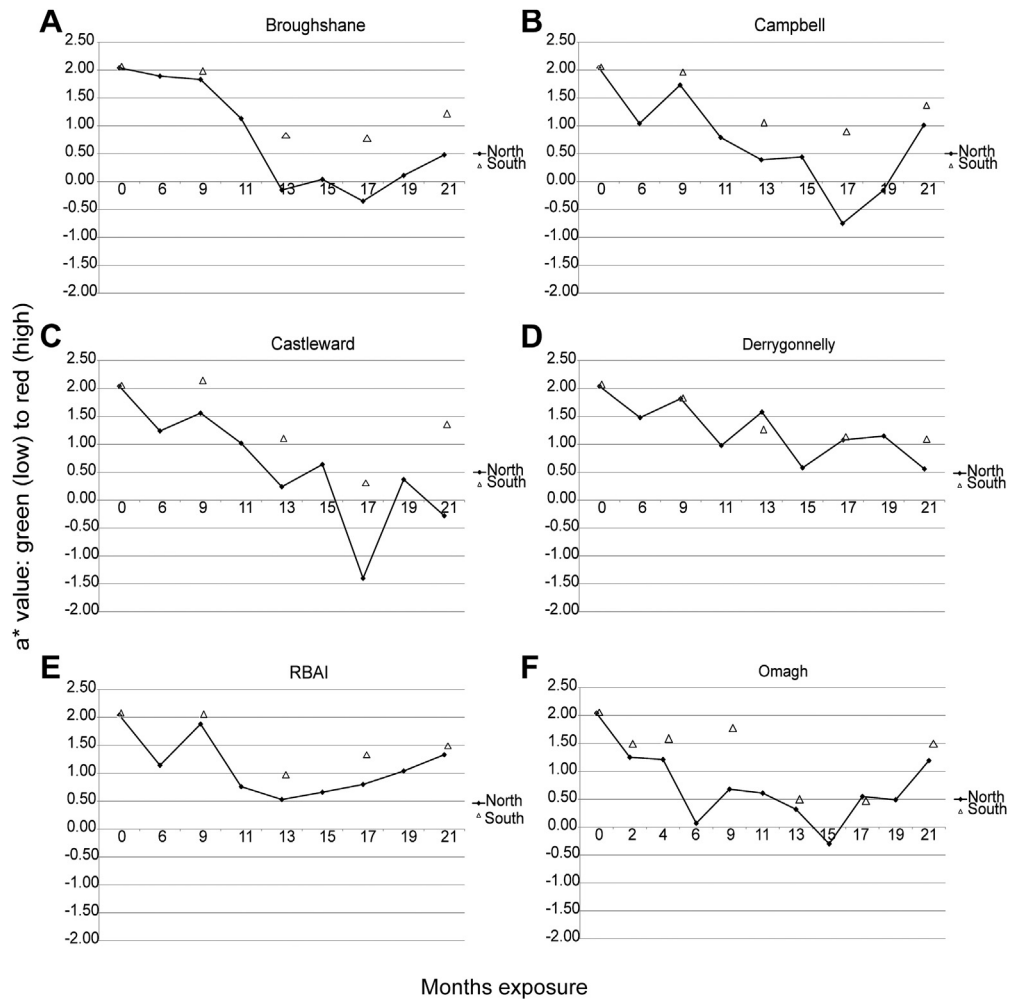 a* value: green (low) to red (high)
A
Broughshane
2.50
2.00
1.50
1.00
0.50
0.00
-0.50
-1.00
-1.50
-2.00
0 6 9 11 13 15 17 19 21
North
South
B
Campbell
2.50
2.00
1.50
1.00
0.50
0.00
-0.50
-1.00
-1.50
-2.00
0 6 9 11 13 15 17 19 21
North
South
C
Castleward
2.50
2.00
1.50
1.00
0.50
0.00
-0.50
-1.00
-1.50
-2.00
0 6 9 11 13 15 17 19 21
North
South
D
Derrygonnelly
2.50
2.00
1.50
1.00
0.50
0.00
-0.50
-1.00
-1.50
-2.00
0 6 9 11 13 15 17 19 21
North
South
E
RBAI
2.50
2.00
1.50
1.00
0.50
0.00
-0.50
-1.00
-1.50
-2.00
0 6 9 11 13 15 17 19 21
North
South
F
Omagh
2.50
2.00
1.50
1.00
0.50
0.00
-0.50
-1.00
-1.50
-2.00
0 2 4 6 9 11 13 15 17 19 21
North
South
Months exposure